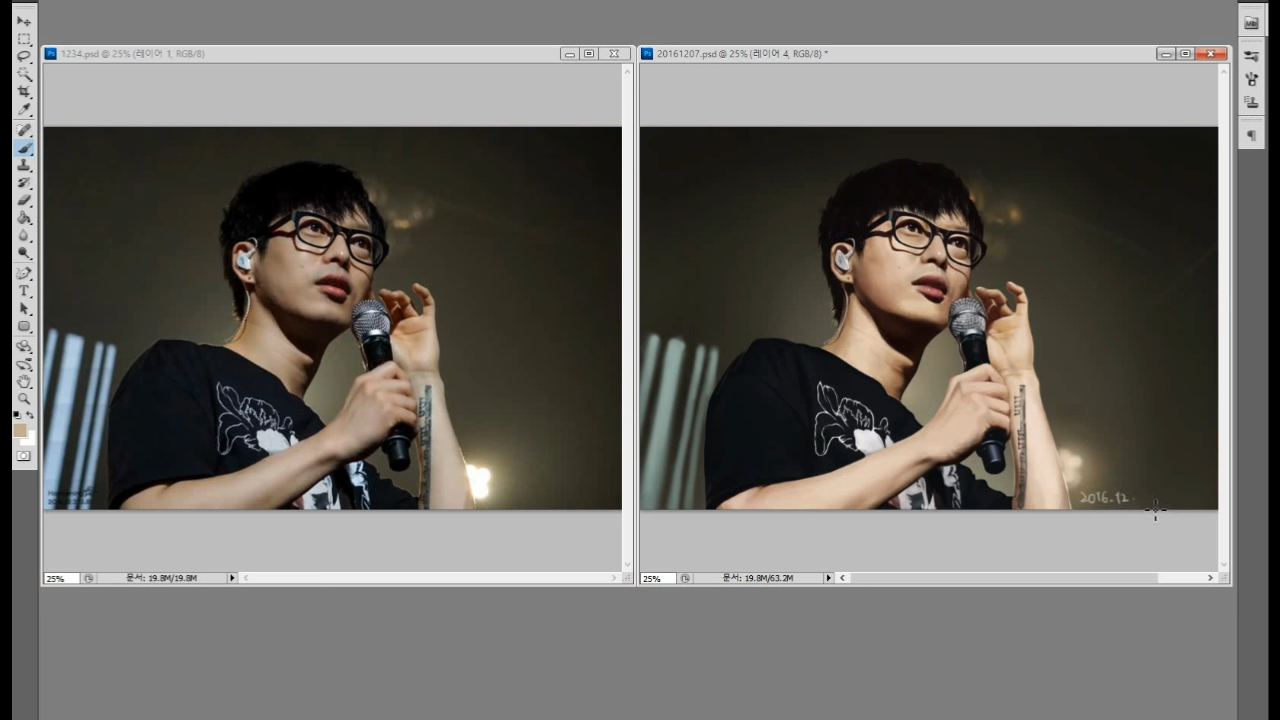 1234.psd @ 25% (레이어 1, RGB/8)
20161207.psd @ 25% (레이어 4, RGB/8) *
2016.12.
25%
문서: 19.8M/19.8M
25%
문서: 19.8M/63.2M